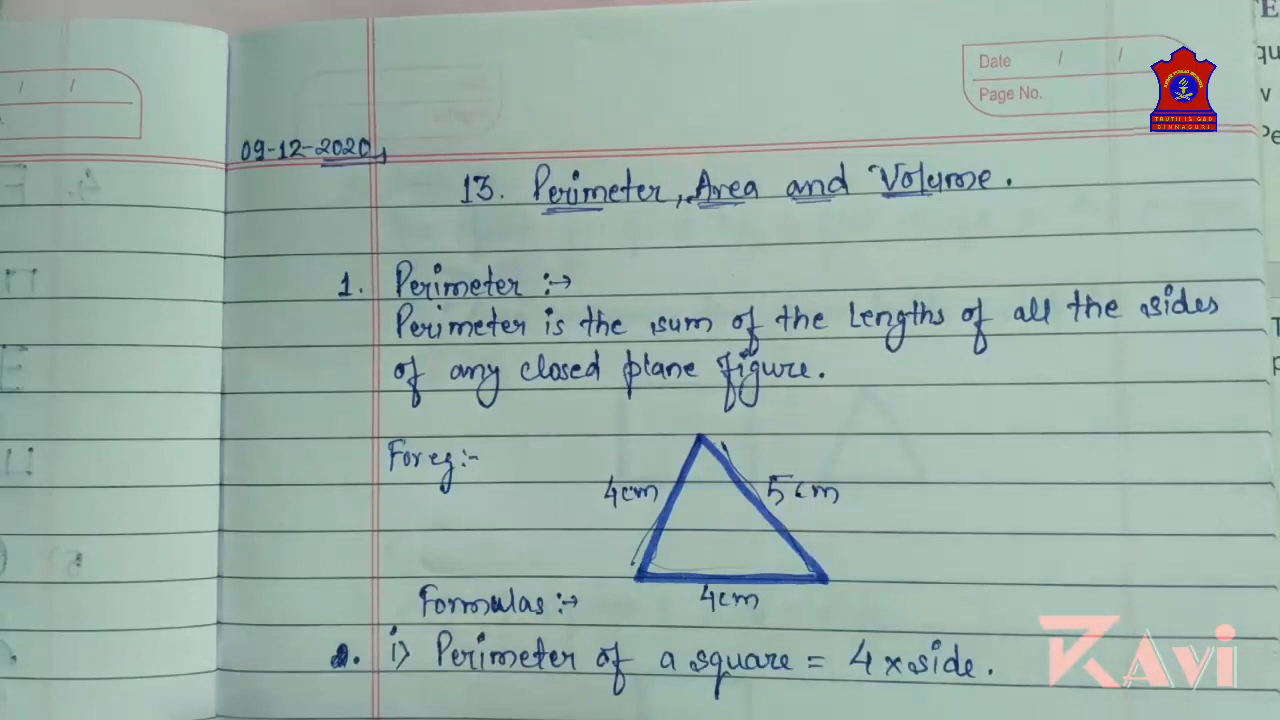 Date / /
Page No.
TRUTH IS GOD
BINNAGURI
09-12-2020
13. Perimeter, Area and Volume.
1. Perimeter :→
Perimeter is the sum of the lengths of all the sides
of any closed plane figure.
For eg:-
4cm
5cm
4cm
Formulas :→
2. i) Perimeter of a square = 4 x side.
RAVi